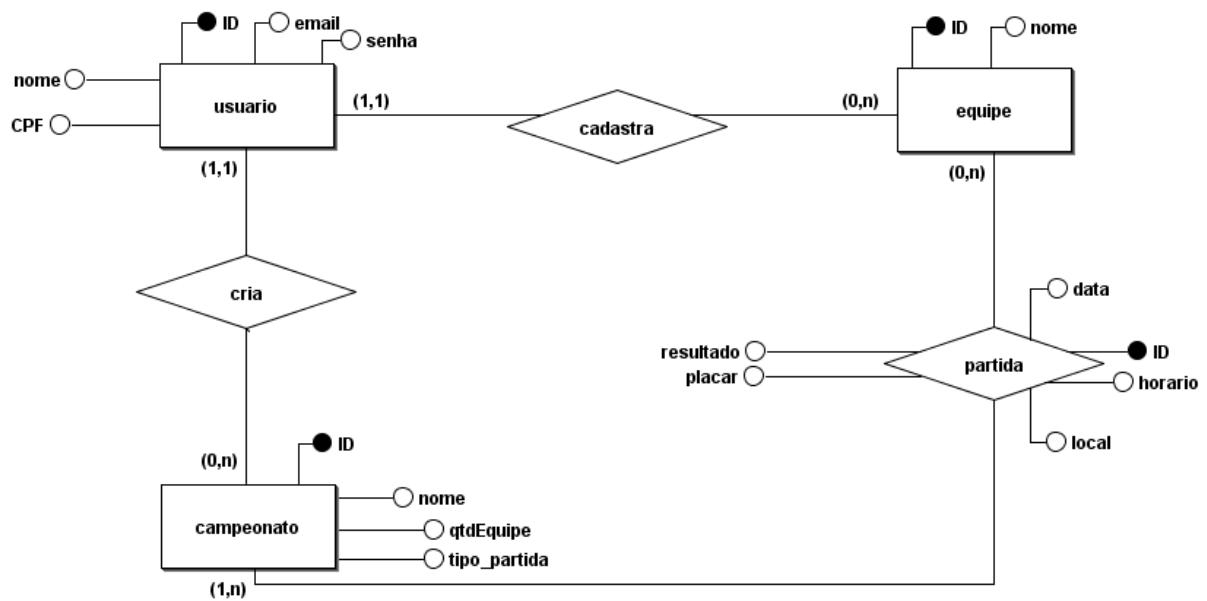 ID
email
senha
nome
CPF
usuario
(1,1)
(1,1)
cadastra
(0,n)
ID
nome
equipe
(0,n)
cria
data
resultado
ID
placar
partida
horario
local
(0,n)
ID
campeonato
nome
qtdEquipe
tipo_partida
(1,n)